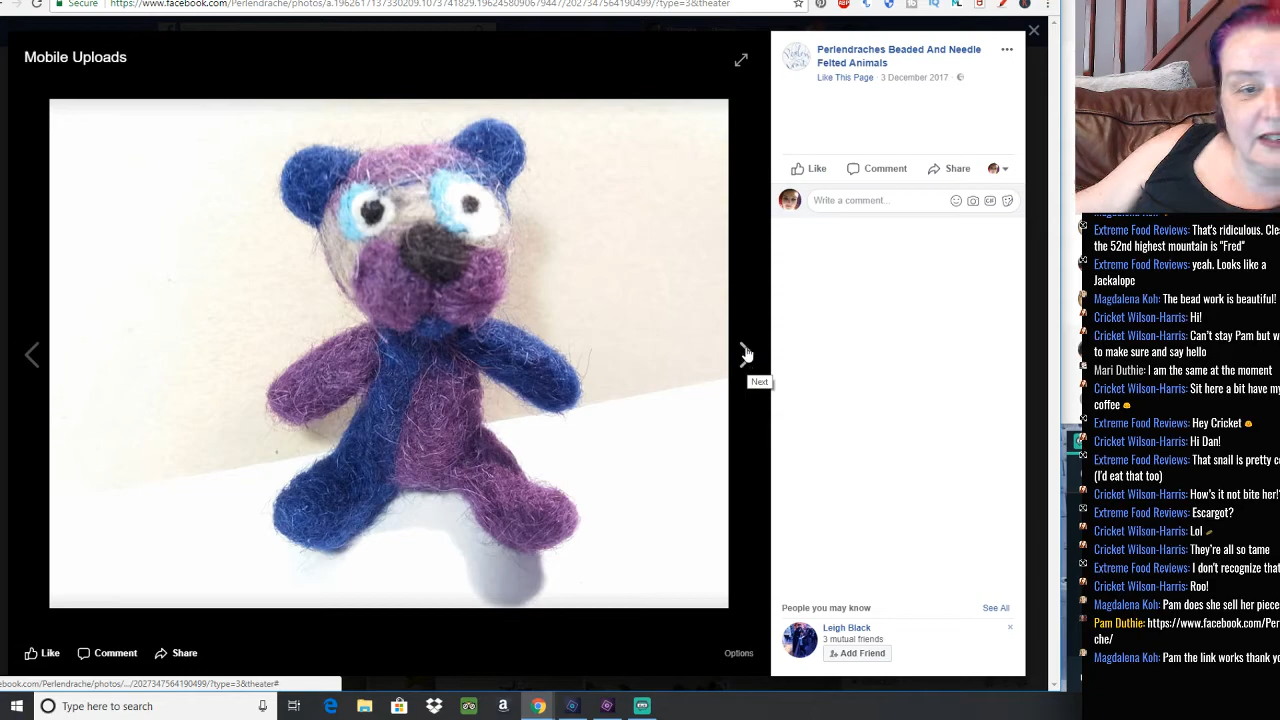 Secure
https://www.facebook.com/Perlendrache/photos/a.196261713733020​9.1073741829.1962458090679447/2027347564190499/?type=3&theater
Mobile Uploads
Perlendraches Beaded And Needle
Felted Animals
Like This Page · 3 December 2017 ·
Like
Comment
Share
Write a comment...
Next
People you may know
See All
Leigh Black
3 mutual friends
Add Friend
Like
Comment
Share
Options
cebook.com/Perlendrache/photos/.../2027347564190499/?type=3&theater#
Type here to search
Extreme Food Reviews: That's ridiculous. Cle
the 52nd highest mountain is "Fred"
Extreme Food Reviews: yeah. Looks like a
Jackalope
Magdalena Koh: The bead work is beautiful!
Cricket Wilson-Harris: Hi!
Cricket Wilson-Harris: Can't stay Pam but w
to make sure and say hello
Mari Duthie: I am the same at the moment
Cricket Wilson-Harris: Sit here a bit have my
coffee
Extreme Food Reviews: Hey Cricket
Cricket Wilson-Harris: Hi Dan!
Extreme Food Reviews: That snail is pretty c
(I'd eat that too)
Cricket Wilson-Harris: How's it not bite her!
Extreme Food Reviews: Escargot?
Cricket Wilson-Harris: Lol
Cricket Wilson-Harris: They're all so tame
Extreme Food Reviews: I don't recognize that
Cricket Wilson-Harris: Roo!
Magdalena Koh: Pam does she sell her piece
Pam Duthie: https://www.facebook.com/Per
che/
Magdalena Koh: Pam the link works thank yo